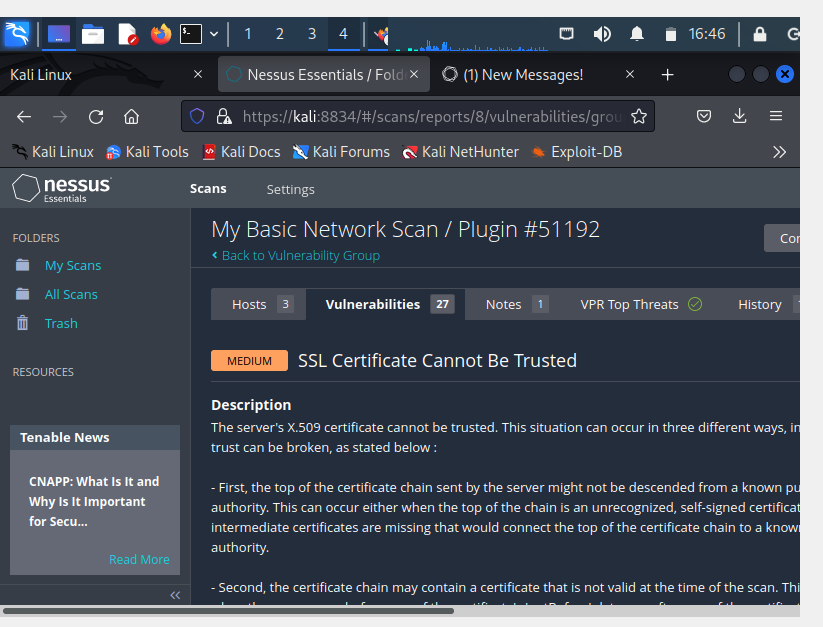 1 2 3 4 16:46
Kali Linux
Nessus Essentials / Fold
(1) New Messages!
https://kali:8834/#/scans/reports/8/vulnerabilities/grou
Kali Linux Kali Tools Kali Docs Kali Forums Kali NetHunter Exploit-DB
nessus
Essentials
Scans Settings
FOLDERS
My Scans
All Scans
Trash
RESOURCES
Tenable News
CNAPP: What Is It and
Why Is It Important
for Secu...
Read More
My Basic Network Scan / Plugin #51192
Back to Vulnerability Group
Hosts 3 Vulnerabilities 27 Notes 1 VPR Top Threats History
MEDIUM SSL Certificate Cannot Be Trusted
Description
The server's X.509 certificate cannot be trusted. This situation can occur in three different ways, in
trust can be broken, as stated below :
- First, the top of the certificate chain sent by the server might not be descended from a known pu
authority. This can occur either when the top of the chain is an unrecognized, self-signed certificat
intermediate certificates are missing that would connect the top of the certificate chain to a known
authority.
- Second, the certificate chain may contain a certificate that is not valid at the time of the scan. Thi